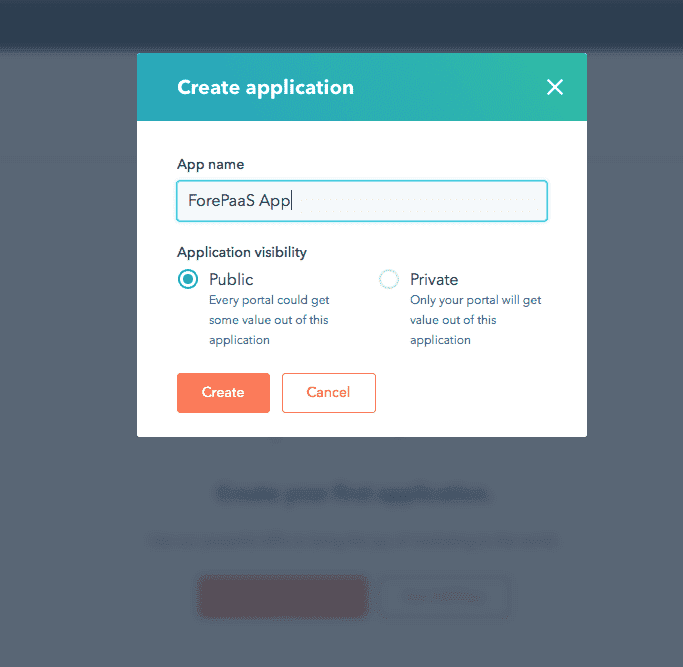 Create application
App name
ForePaaS App
Application visibility
Public
Every portal could get
some value out of this
application
Private
Only your portal will get
value out of this
application
Create
Cancel
Create your first application.